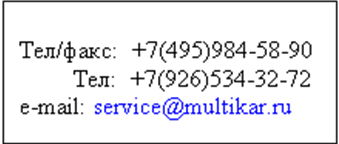 Тел/факс: +7(495)984-58-90
Тел: +7(926)534-32-72
e-mail: service@multikar.ru